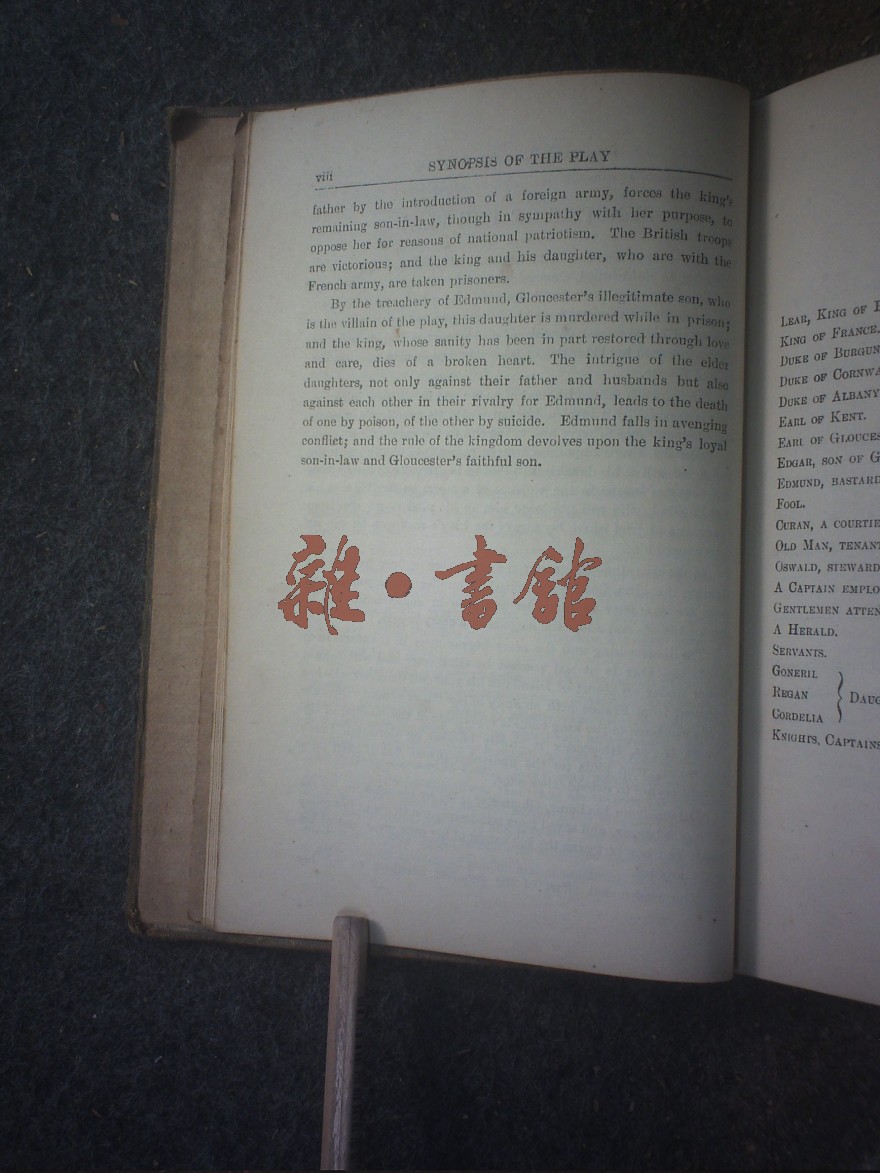 viii
SYNOPSIS OF THE PLAY
father by the introduction of a foreign army, forces the king's
remaining son-in-law, though in sympathy with her purpose, to
oppose her for reasons of national patriotism. The British troops
are victorious; and the king and his daughter, who are with the
French army, are taken prisoners.
By the treachery of Edmund, Gloucester's illegitimate son, who
is the villain of the play, this daughter is murdered while in prison;
and the king, whose sanity has been in part restored through love
and care, dies of a broken heart. The intrigue of the elder
daughters, not only against their father and husbands but also
against each other in their rivalry for Edmund, leads to the death
of one by poison, of the other by suicide. Edmund falls in avenging
conflict; and the rule of the kingdom devolves upon the king's loyal
son-in-law and Gloucester's faithful son.
雜·書館
LEAR, KING OF
KING OF FRANCE.
DUKE OF BURGUN
DUKE OF CORNWA
DUKE OF ALBANY
EARL OF KENT.
EARL OF GLOUCES
EDGAR, SON OF G
EDMUND, BASTARD
FOOL.
CURAN, A COURTIE
OLD MAN, TENANT
OSWALD, STEWARD
A CAPTAIN EMPLO
GENTLEMEN ATTEN
A HERALD.
SERVANTS.
GONERIL
REGAN
CORDELIA
DAUG
KNIGHTS, CAPTAINS